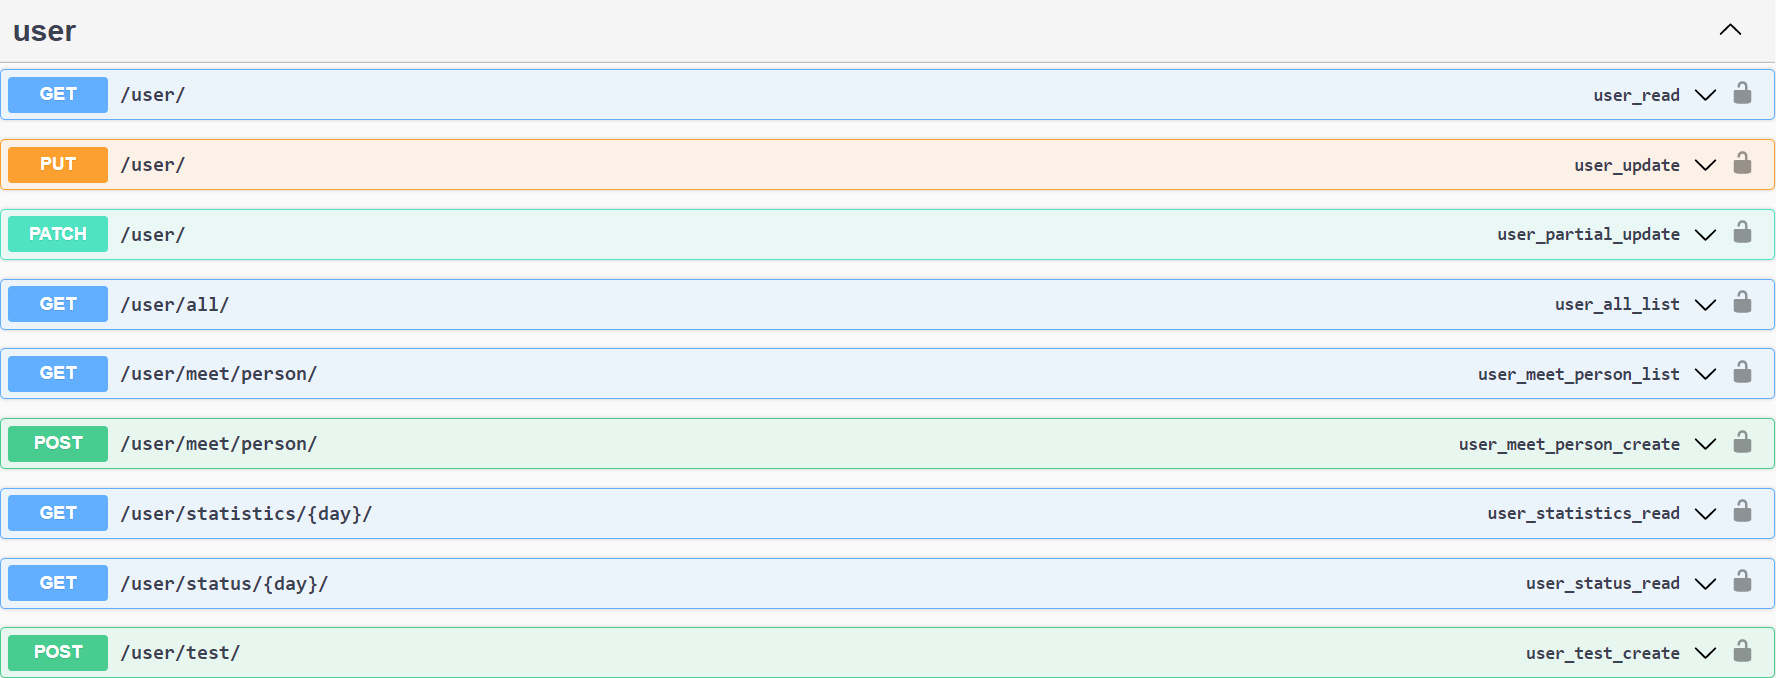 user
GET /user/ user_read
PUT /user/ user_update
PATCH /user/ user_partial_update
GET /user/all/ user_all_list
GET /user/meet/person/ user_meet_person_list
POST /user/meet/person/ user_meet_person_create
GET /user/statistics/{day}/ user_statistics_read
GET /user/status/{day}/ user_status_read
POST /user/test/ user_test_create